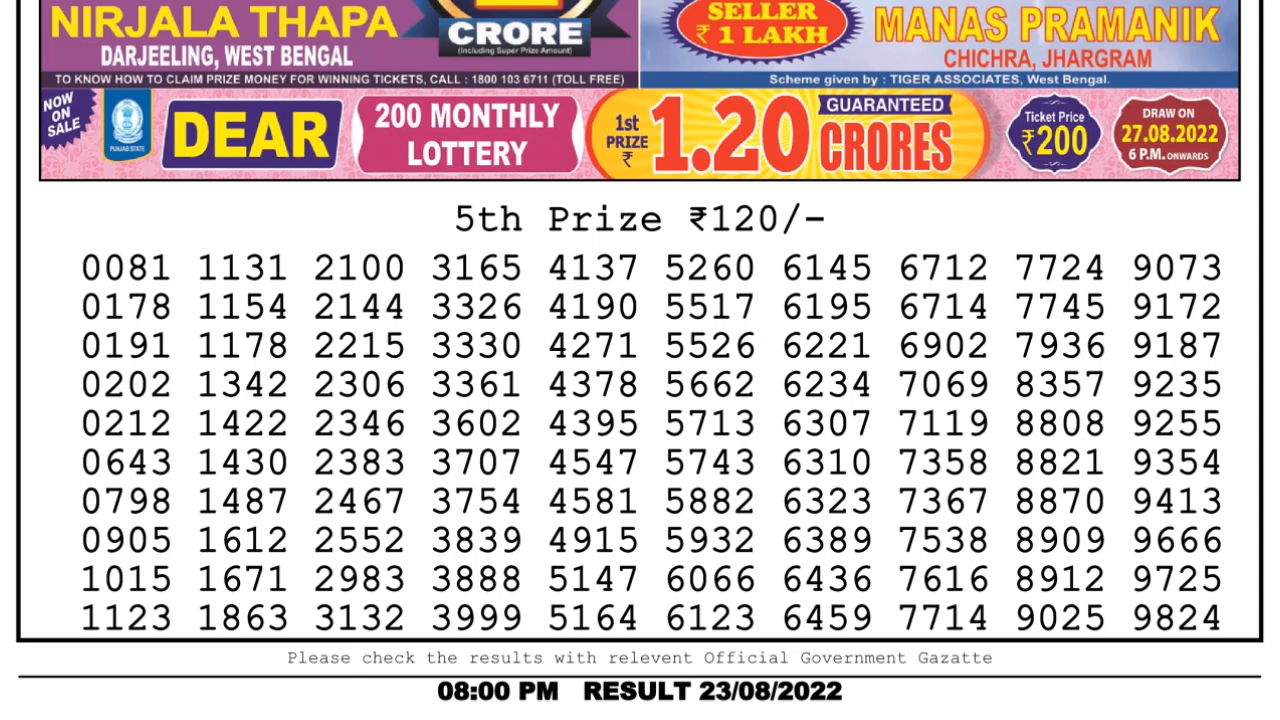 NIRJALA THAPA
DARJEELING, WEST BENGAL
CRORE
(Including Super Prize Amount)
SELLER
₹ 1 LAKH
MANAS PRAMANIK
CHICHRA, JHARGRAM
TO KNOW HOW TO CLAIM PRIZE MONEY FOR WINNING TICKETS, CALL : 1800 103 6711 (TOLL FREE)
Scheme given by : TIGER ASSOCIATES, West Bengal.
NOW
ON
SALE
PUNJAB STATE
DEAR
200 MONTHLY
LOTTERY
1st
PRIZE
₹
1.20
GUARANTEED
CRORES
Ticket Price
₹200
DRAW ON
27.08.2022
6 P.M. ONWARDS
5th Prize ₹120/-
0081 1131 2100 3165 4137 5260 6145 6712 7724 9073
0178 1154 2144 3326 4190 5517 6195 6714 7745 9172
0191 1178 2215 3330 4271 5526 6221 6902 7936 9187
0202 1342 2306 3361 4378 5662 6234 7069 8357 9235
0212 1422 2346 3602 4395 5713 6307 7119 8808 9255
0643 1430 2383 3707 4547 5743 6310 7358 8821 9354
0798 1487 2467 3754 4581 5882 6323 7367 8870 9413
0905 1612 2552 3839 4915 5932 6389 7538 8909 9666
1015 1671 2983 3888 5147 6066 6436 7616 8912 9725
1123 1863 3132 3999 5164 6123 6459 7714 9025 9824
Please check the results with relevent Official Government Gazatte
08:00 PM RESULT 23/08/2022